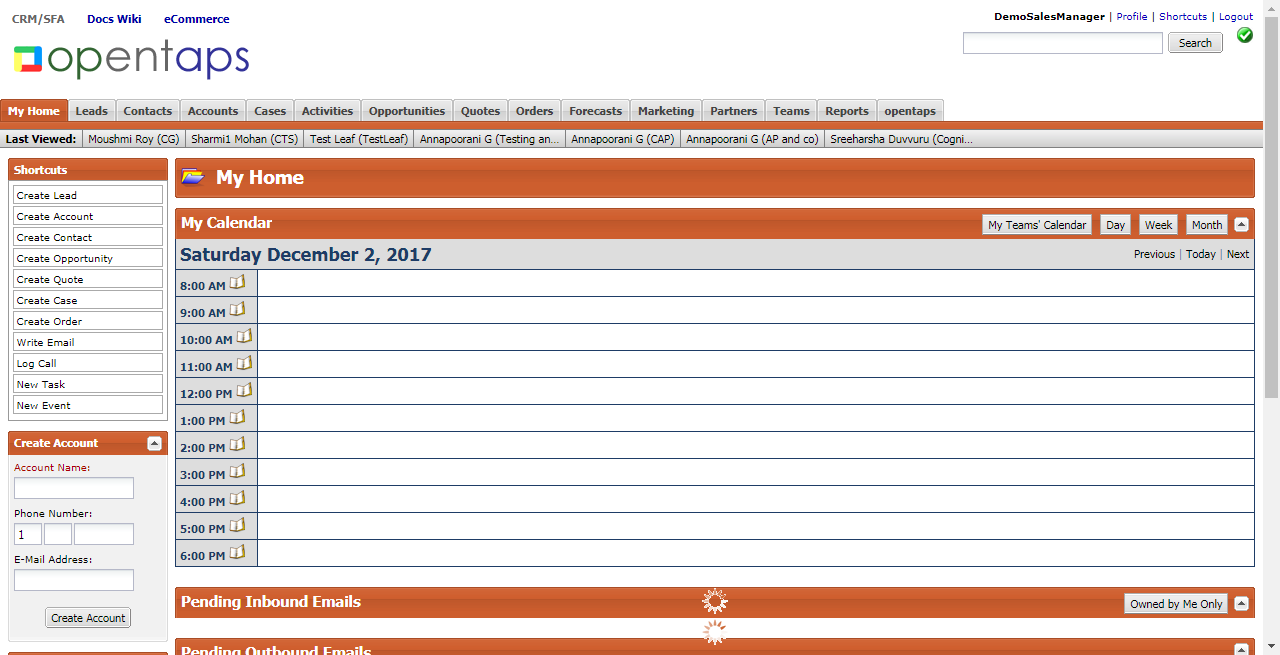 CRM/SFA Docs Wiki eCommerce
DemoSalesManager | Profile | Shortcuts | Logout
opentaps
Search
My Home Leads Contacts Accounts Cases Activities Opportunities Quotes Orders Forecasts Marketing Partners Teams Reports opentaps
Last Viewed: Moushmi Roy (CG) Sharmi1 Mohan (CTS) Test Leaf (TestLeaf) Annapoorani G (Testing an... Annapoorani G (CAP) Annapoorani G (AP and co) Sreeharsha Duvvuru (Cogni...
Shortcuts
Create Lead
Create Account
Create Contact
Create Opportunity
Create Quote
Create Case
Create Order
Write Email
Log Call
New Task
New Event
Create Account
Account Name:
Phone Number:
1
E-Mail Address:
Create Account
My Home
My Calendar
My Teams' Calendar Day Week Month
Saturday December 2, 2017
Previous | Today | Next
8:00 AM
9:00 AM
10:00 AM
11:00 AM
12:00 PM
1:00 PM
2:00 PM
3:00 PM
4:00 PM
5:00 PM
6:00 PM
Pending Inbound Emails
Owned by Me Only
Pending Outbound Emails